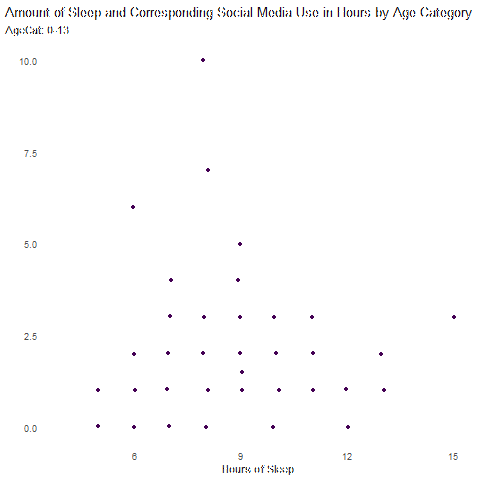 Amount of Sleep and Corresponding Social Media Use in Hours by Age Category
AgeCat: 0-13
10.0
7.5
5.0
2.5
0.0
6 9 12 15
Hours of Sleep